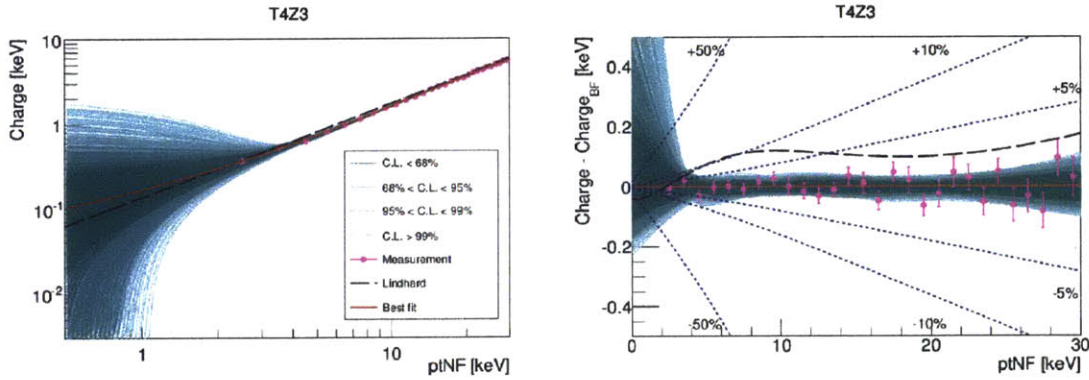 T4Z3
Charge [keV]
10
1
10⁻¹
10⁻²
1
10
ptNF [keV]
C.L. < 68%
68% < C.L. < 95%
95% < C.L. < 99%
C.L. > 99%
Measurement
Lindhard
Best fit
T4Z3
Charge - Charge_BF [keV]
0.4
0.2
0
-0.2
-0.4
+50%
+10%
+5%
-5%
-10%
-50%
0
10
20
30
ptNF [keV]